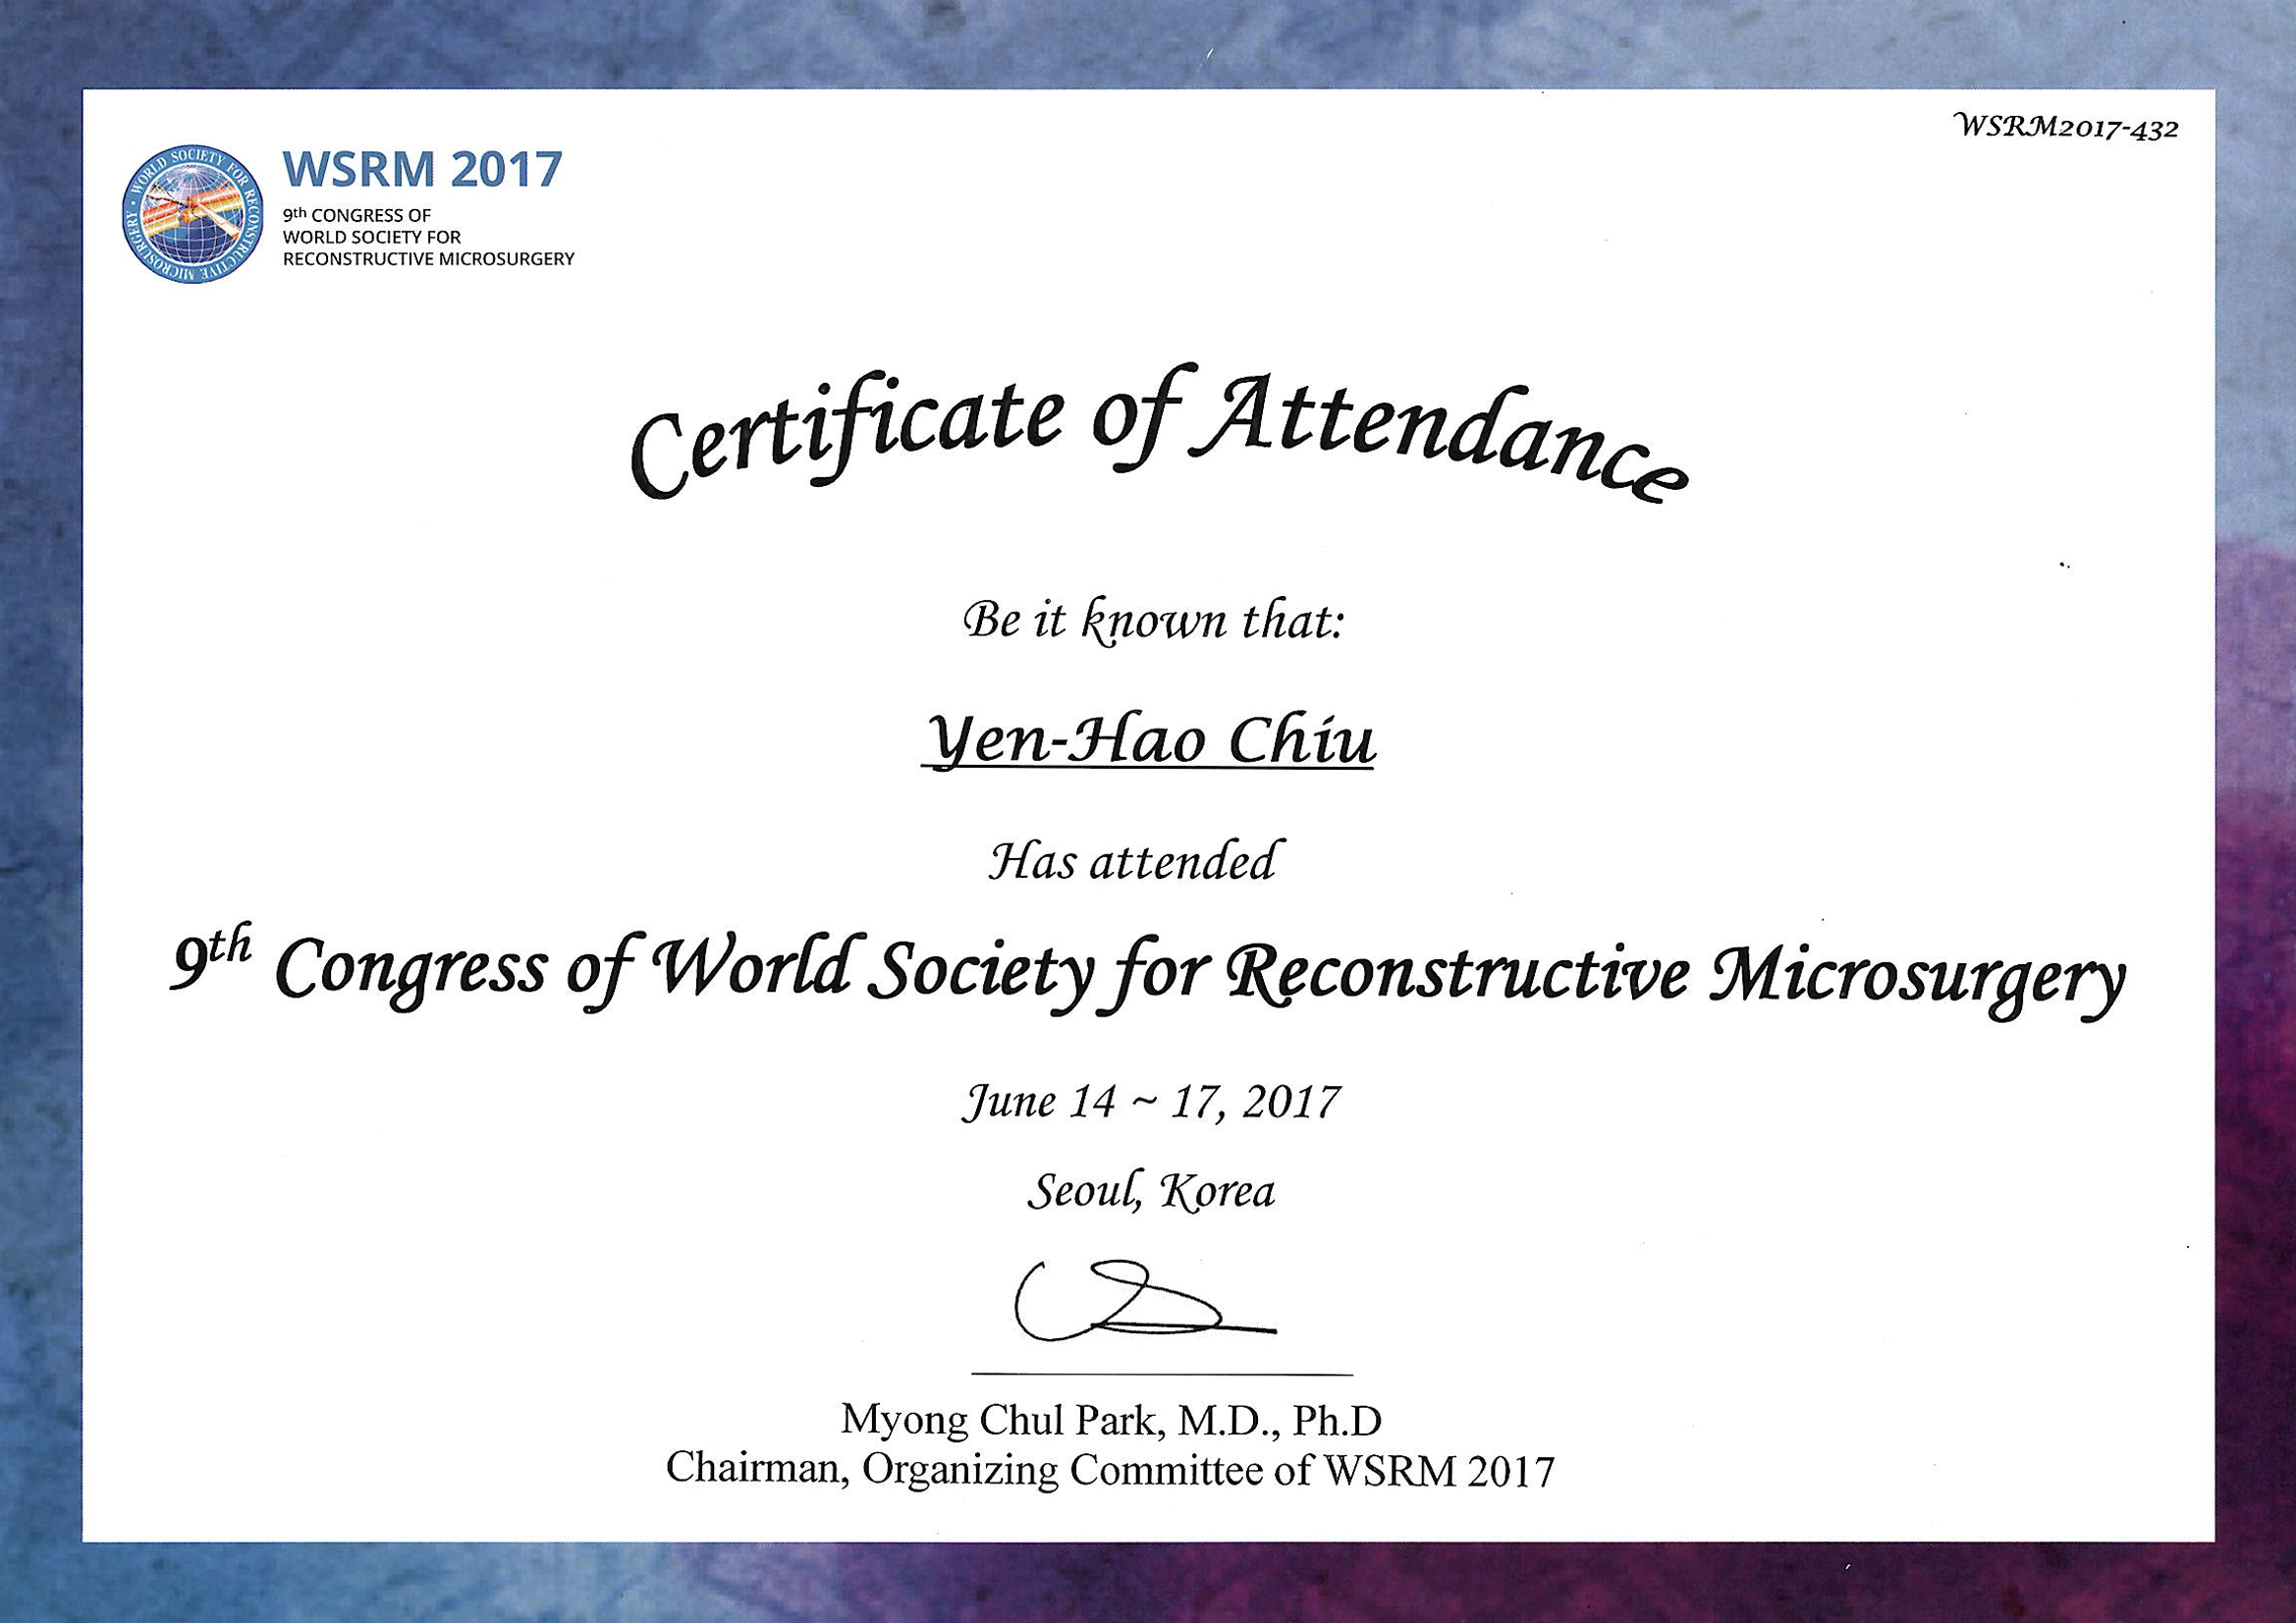 WSRM2017-432
WORLD SOCIETY FOR RECONSTRUCTIVE MICROSURGERY •
WSRM 2017
9th CONGRESS OF
WORLD SOCIETY FOR
RECONSTRUCTIVE MICROSURGERY
Certificate of Attendance
Be it known that:
Yen-Hao Chiu
Has attended
9th Congress of World Society for Reconstructive Microsurgery
June 14 ~ 17, 2017
Seoul, Korea
Myong Chul Park, M.D., Ph.D
Chairman, Organizing Committee of WSRM 2017